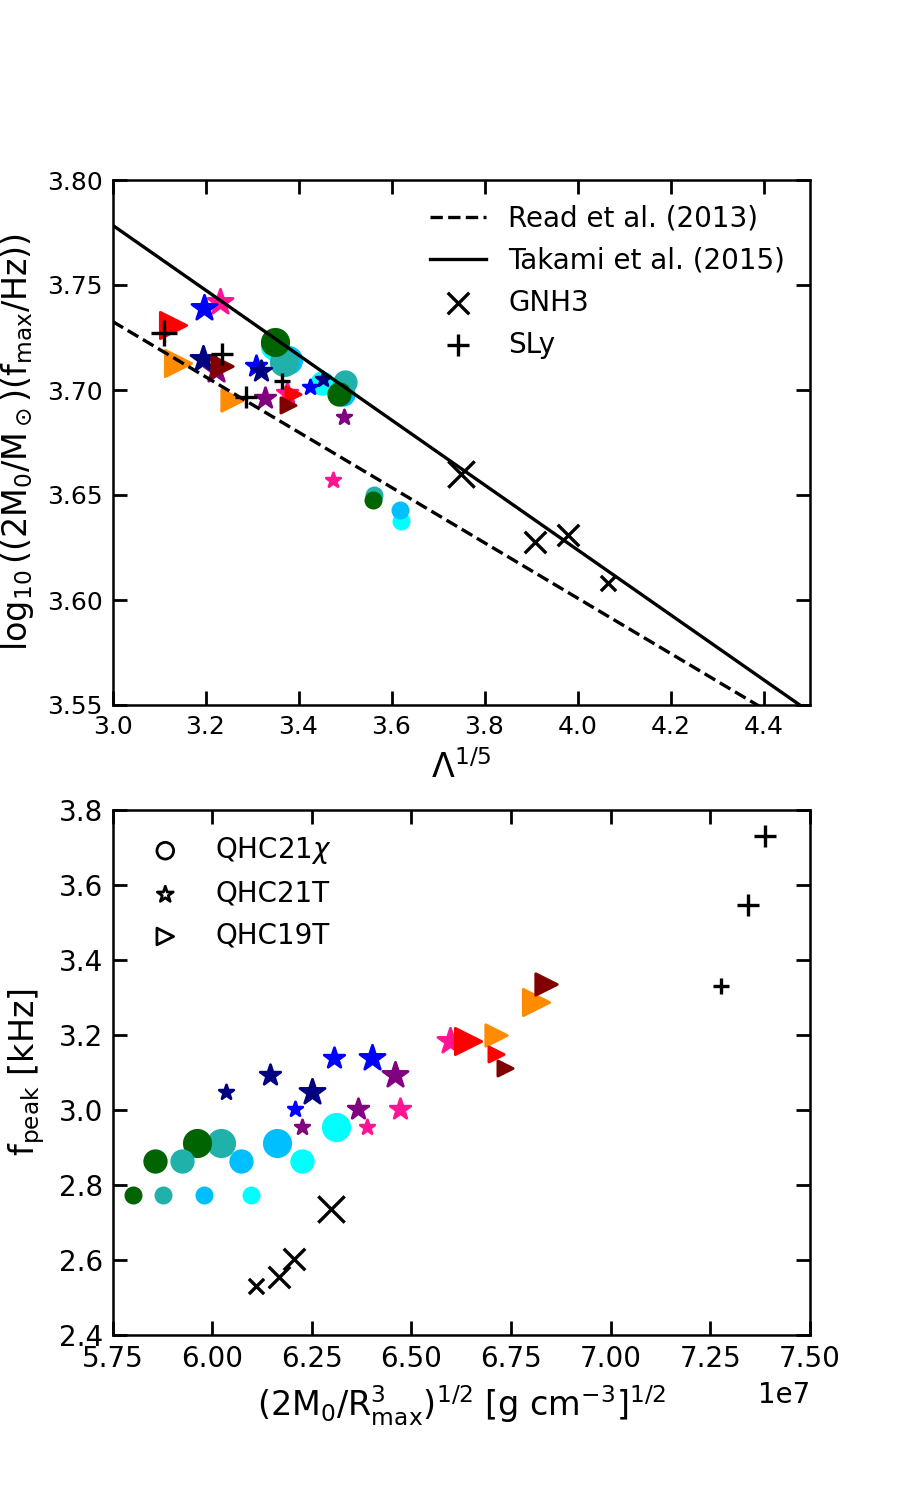 3.80
3.75
3.70
3.65
3.60
3.55
log₁₀((2M₀/M⊙)(fₘₐₓ/Hz))
Read et al. (2013)
Takami et al. (2015)
GNH3
SLy
3.0 3.2 3.4 3.6 3.8 4.0 4.2 4.4
Λ^{1/5}
3.8
3.6
3.4
3.2
3.0
2.8
2.6
2.4
f_{peak} [kHz]
QHC21χ
QHC21T
QHC19T
5.75 6.00 6.25 6.50 6.75 7.00 7.25 7.50
1e7
(2M₀/R³ₘₐₓ)^{1/2} [g cm⁻³]^{1/2}